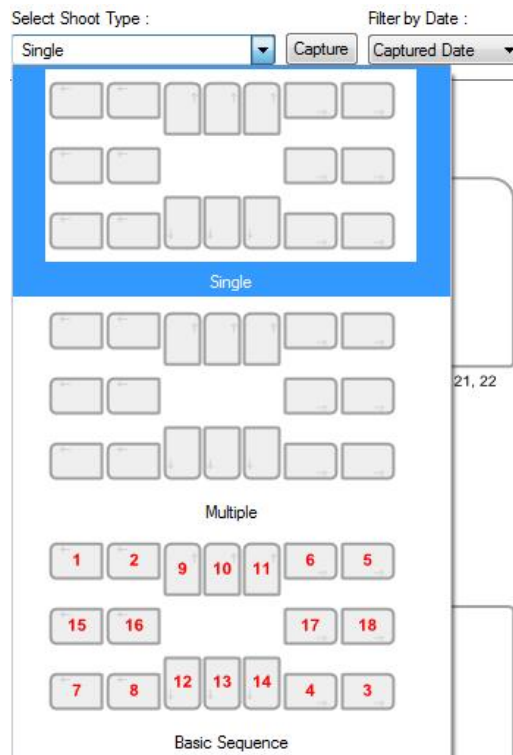 Select Shoot Type :
Filter by Date :
Single
Capture
Captured Date
Single
21, 22
Multiple
1 2 9 10 11 6 5
15 16 17 18
7 8 12 13 14 4 3
Basic Sequence